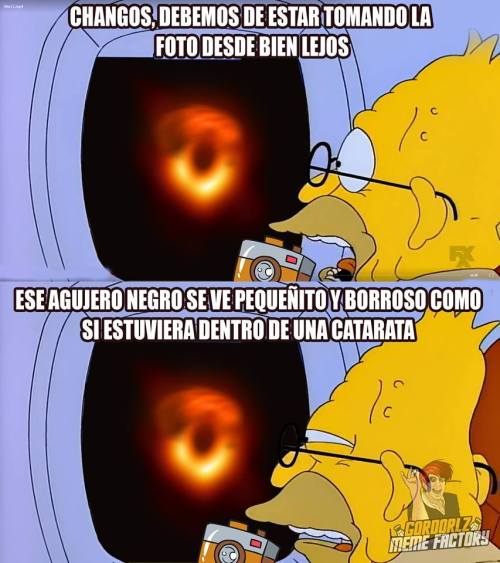 CHANGOS, DEBEMOS DE ESTAR TOMANDO LA
FOTO DESDE BIEN LEJOS
FXX
ESE AGUJERO NEGRO SE VE PEQUEÑITO Y BORROSO COMO
SI ESTUVIERA DENTRO DE UNA CATARATA
GORDORLZ
MEME FACTORY